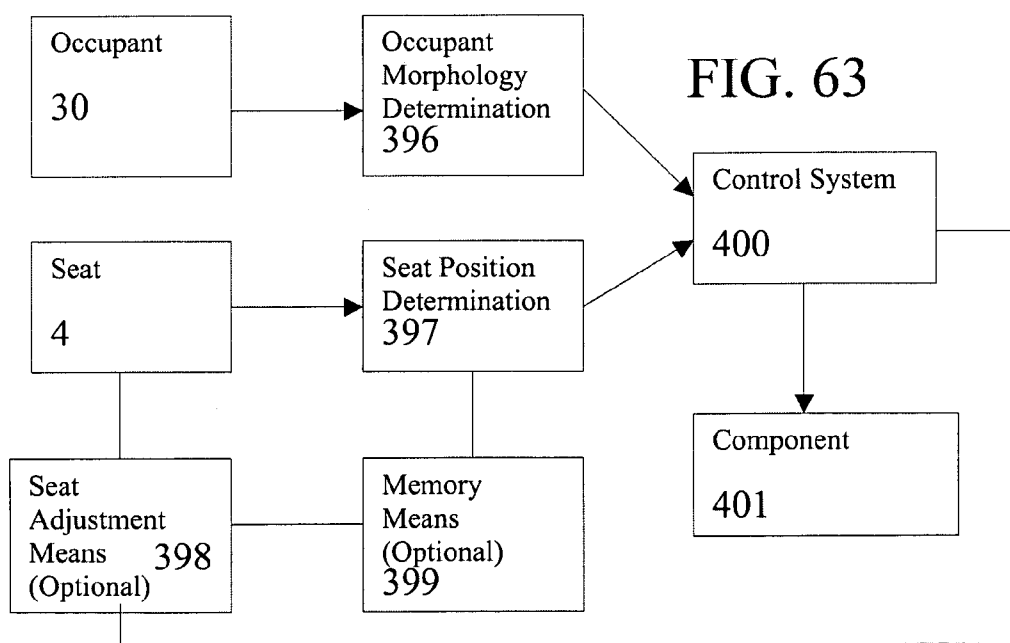 FIG. 63
Occupant
30
Occupant
Morphology
Determination
396
Control System
400
Seat
4
Seat Position
Determination
397
Component
401
Seat
Adjustment
Means 398
(Optional)
Memory
Means
(Optional)
399